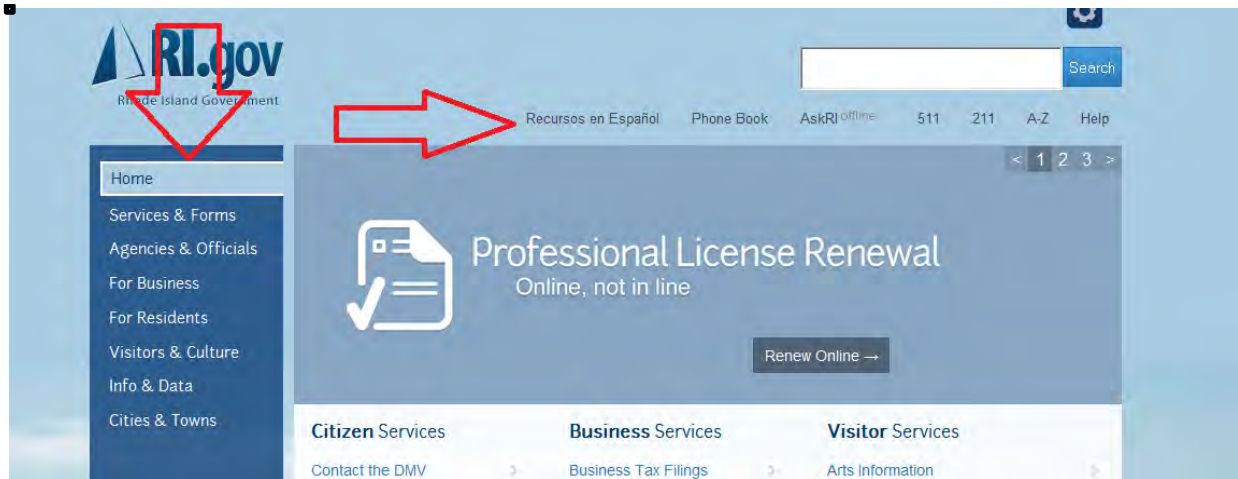 RI.gov
Rhode Island Government
Search
Recursos en Español Phone Book AskRI offline 511 211 A-Z Help
Home
Services & Forms
Agencies & Officials
For Business
For Residents
Visitors & Culture
Info & Data
Cities & Towns
< 1 2 3 >
Professional License Renewal
Online, not in line
Renew Online →
Citizen Services Business Services Visitor Services
Contact the DMV > Business Tax Filings > Arts Information >